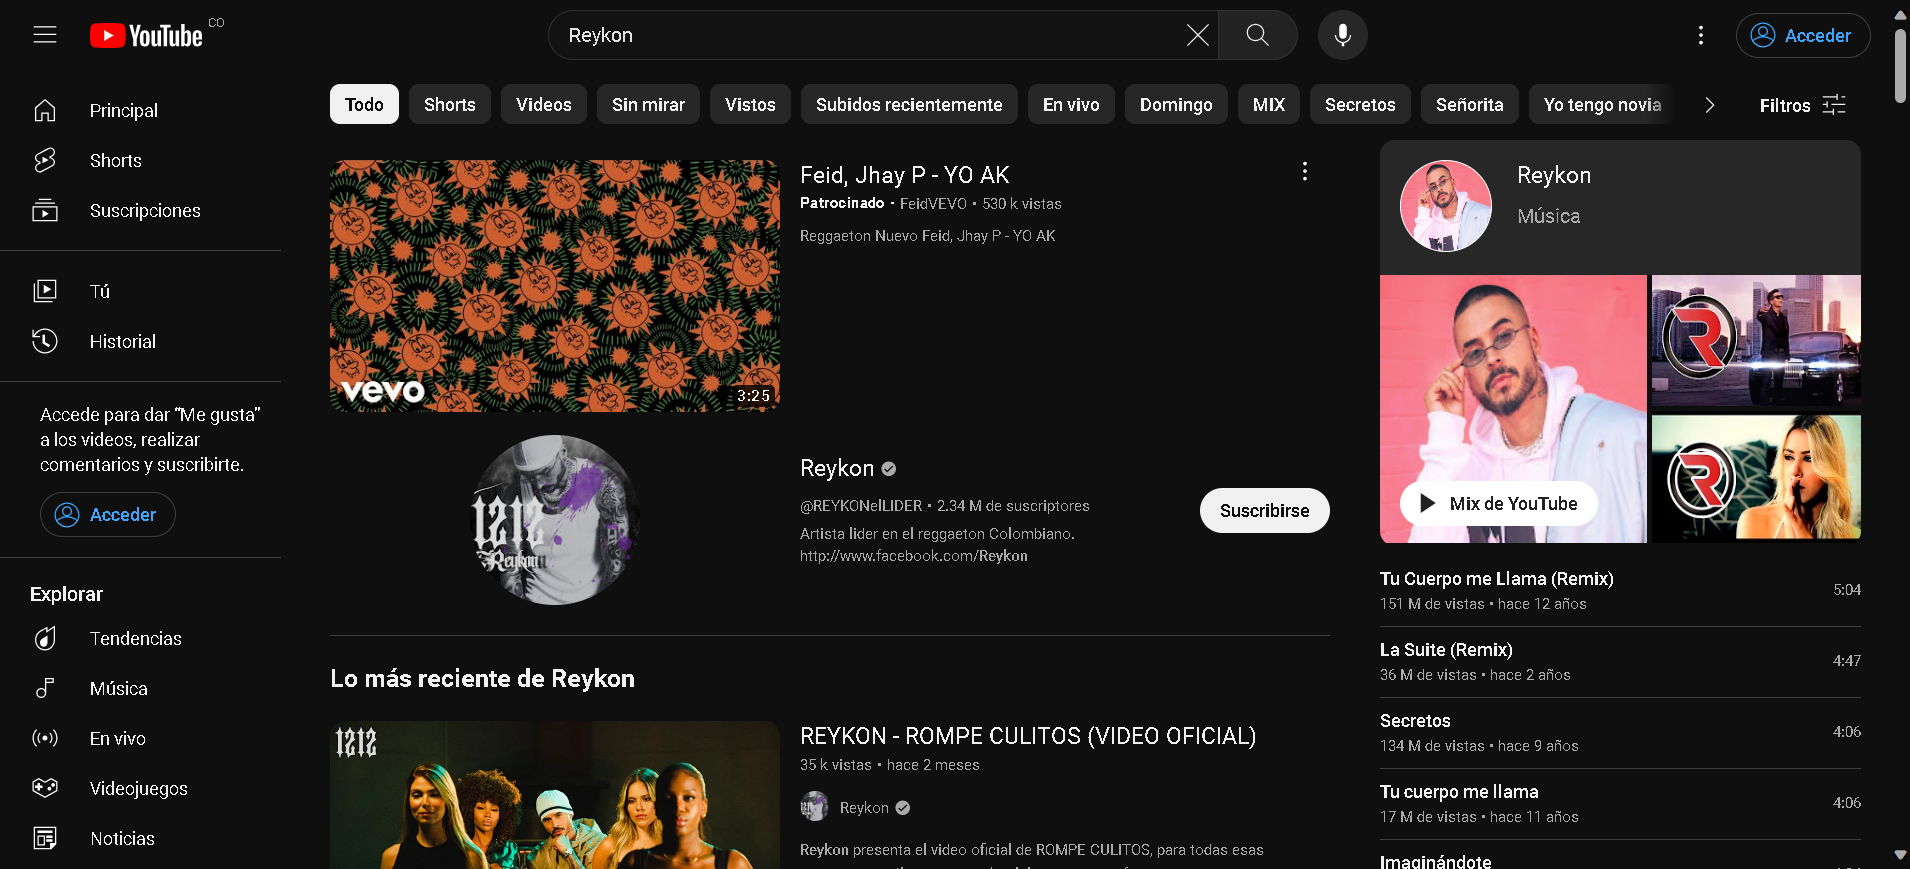 YouTube CO
Reykon
Acceder
Principal
Shorts
Suscripciones
Tú
Historial
Accede para dar “Me gusta”
a los videos, realizar
comentarios y suscribirte.
Acceder
Explorar
Tendencias
Música
En vivo
Videojuegos
Noticias
Todo
Shorts
Videos
Sin mirar
Vistos
Subidos recientemente
En vivo
Domingo
MIX
Secretos
Señorita
Yo tengo novia
Filtros
vevo
3:25
Feid, Jhay P - YO AK
Patrocinado • FeidVEVO • 530 k vistas
Reggaeton Nuevo Feid, Jhay P - YO AK
1212
Reykon
Reykon
@REYKONelLIDER • 2.34 M de suscriptores
Artista lider en el reggaeton Colombiano.
http://www.facebook.com/Reykon
Suscribirse
Lo más reciente de Reykon
1212
REYKON - ROMPE CULITOS (VIDEO OFICIAL)
35 k vistas • hace 2 meses
Reykon
Reykon presenta el video oficial de ROMPE CULITOS, para todas esas
Reykon
Música
R
R
Mix de YouTube
Tu Cuerpo me Llama (Remix)
151 M de vistas • hace 12 años
5:04
La Suite (Remix)
36 M de vistas • hace 2 años
4:47
Secretos
134 M de vistas • hace 9 años
4:06
Tu cuerpo me llama
17 M de vistas • hace 11 años
4:06
Imaginándote